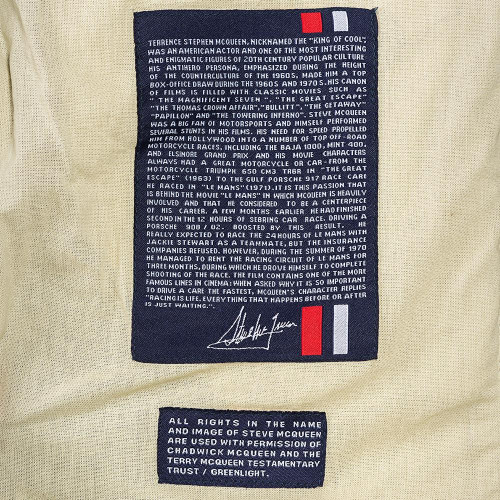 TERRENCE STEPHEN MCQUEEN, NICKNAMED THE "KING OF COOL",
WAS AN AMERICAN ACTOR AND ONE OF THE MOST INTERESTING
AND ENIGMATIC FIGURES OF 20TH CENTURY POPULAR CULTURE.
HIS ANTIHERO PERSONA, EMPHASIZED DURING THE HEIGHT
OF THE COUNTERCULTURE OF THE 1960S, MADE HIM A TOP
BOX-OFFICE DRAW DURING THE 1960S AND 1970S. HIS CANON
OF FILMS IS FILLED WITH CLASSIC MOVIES SUCH AS
" THE MAGNIFICENT SEVEN ", "THE GREAT ESCAPE"
"THE THOMAS CROWN AFFAIR", "BULLITT", "THE GETAWAY"
"PAPILLON" AND "THE TOWERING INFERNO". STEVE MCQUEEN
WAS A BIG FAN OF MOTORSPORTS AND HIMSELF PERFORMED
SEVERAL STUNTS IN HIS FILMS. HIS NEED FOR SPEED PROPELLED
HIM FROM HOLLYWOOD INTO A NUMBER OF TOP OFF-ROAD
MOTORCYCLE RACES, INCLUDING THE BAJA 1000, MINT 400,
AND ELSINORE GRAND PRIX AND HIS MOVIE CHARACTERS
ALWAYS HAD A GREAT MOTORCYCLE OR CAR - FROM THE
MOTORCYCLE TRIUMPH 650 CM3 TR6R IN "THE GREAT
ESCAPE" (1963) TO THE GULF PORSCHE 917 RACE CAR
HE RACED IN "LE MANS" (1971). IT IS THIS PASSION THAT
IS BEHIND THE MOVIE "LE MANS" IN WHICH MCQUEEN IS HEAVILY
INVOLVED AND THAT HE CONSIDERED TO BE A CENTERPIECE
OF HIS CAREER. A FEW MONTHS EARLIER HE HAD FINISHED
SECOND IN THE 12 HOURS OF SEBRING CAR RACE, DRIVING A
PORSCHE 908 / 02. BOOSTED BY THIS RESULT, HE
REALLY EXPECTED TO RACE THE 24 HOURS OF LE MANS WITH
JACKIE STEWART AS A TEAMMATE, BUT THE INSURANCE
COMPANIES REFUSED. HOWEVER, DURING THE SUMMER OF 1970
HE MANAGED TO RENT THE RACING CIRCUIT OF LE MANS FOR
THREE MONTHS, DURING WHICH HE DROVE HIMSELF TO COMPLETE
SHOOTING OF THE RACE. THE FILM CONTAINS ONE OF THE MORE
FAMOUS LINES IN CINEMA: WHEN ASKED WHY IT IS SO IMPORTANT
TO DRIVE A CAR THE FASTEST, MCQUEEN'S CHARACTER REPLIES
"RACING IS LIFE. EVERYTHING THAT HAPPENS BEFORE OR AFTER
IS JUST WAITING".
ALL RIGHTS IN THE NAME
AND IMAGE OF STEVE MCQUEEN
ARE USED WITH PERMISSION OF
CHADWICK MCQUEEN AND THE
TERRY MCQUEEN TESTAMENTARY
TRUST / GREENLIGHT.